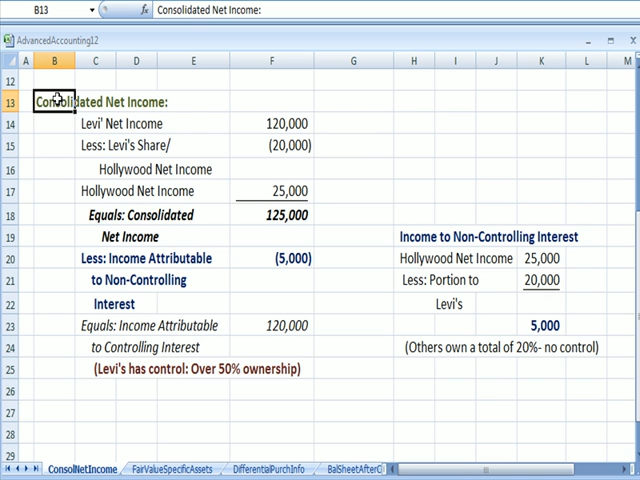 B13 fx Consolidated Net Income:
AdvancedAccounting12
A B C D E F G H I J K L M
12
13 Consolidated Net Income:
14 Levi' Net Income 120,000
15 Less: Levi's Share/ (20,000)
16 Hollywood Net Income
17 Hollywood Net Income 25,000
18 Equals: Consolidated 125,000
19 Net Income Income to Non-Controlling Interest
20 Less: Income Attributable (5,000) Hollywood Net Income 25,000
21 to Non-Controlling Less: Portion to 20,000
22 Interest Levi's
23 Equals: Income Attributable 120,000 5,000
24 to Controlling Interest (Others own a total of 20%- no control)
25 (Levi's has control: Over 50% ownership)
26
27
28
29
ConsolNetIncome FairValueSpecificAssets DifferentialPurchInfo BalSheetAfterC